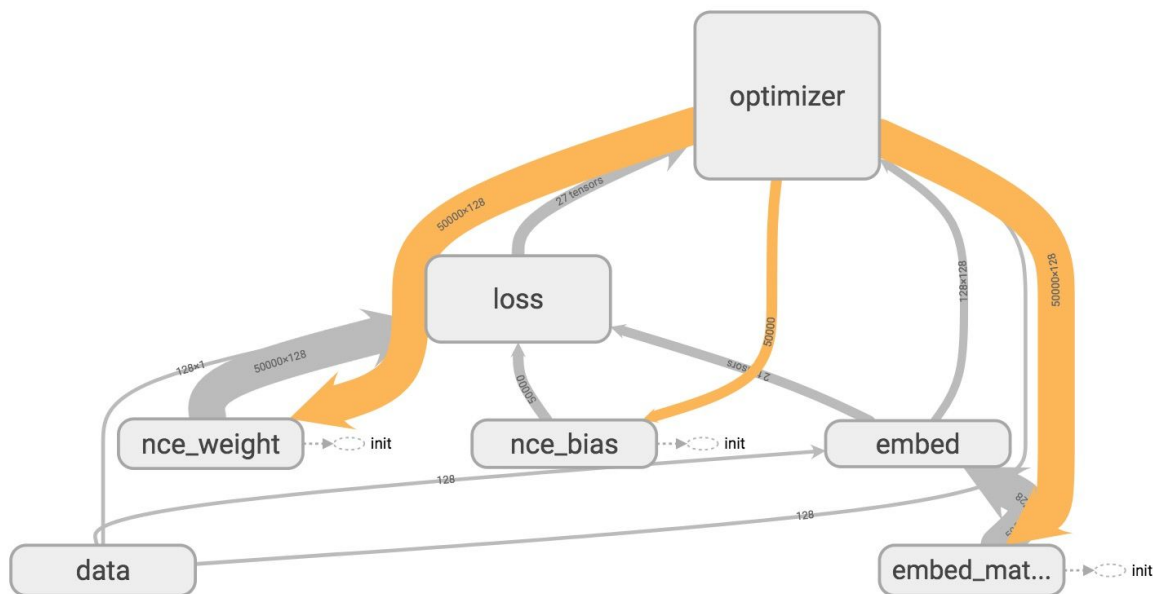 optimizer
27 tensors
50000×128
50000×128
128×128
loss
50000
128×1
50000×128
50000
nce_weight
init
nce_bias
init
embed
128
128
data
embed_mat...
init